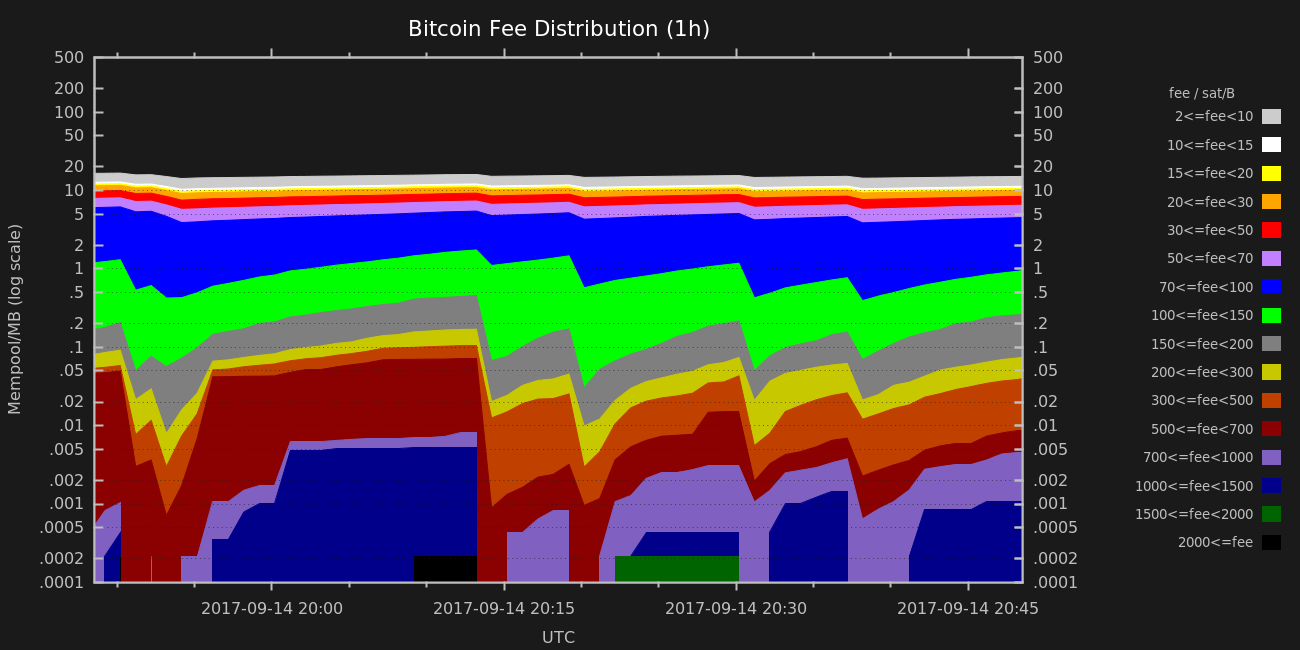 Bitcoin Fee Distribution (1h)
500
200
100
50
20
10
5
2
1
.5
.2
.1
.05
.02
.01
.005
.002
.001
.0005
.0002
.0001
Mempool/MB (log scale)
500
200
100
50
20
10
5
2
1
.5
.2
.1
.05
.02
.01
.005
.002
.001
.0005
.0002
.0001
2017-09-14 20:00
2017-09-14 20:15
2017-09-14 20:30
2017-09-14 20:45
UTC
fee / sat/B
2<=fee<10
10<=fee<15
15<=fee<20
20<=fee<30
30<=fee<50
50<=fee<70
70<=fee<100
100<=fee<150
150<=fee<200
200<=fee<300
300<=fee<500
500<=fee<700
700<=fee<1000
1000<=fee<1500
1500<=fee<2000
2000<=fee